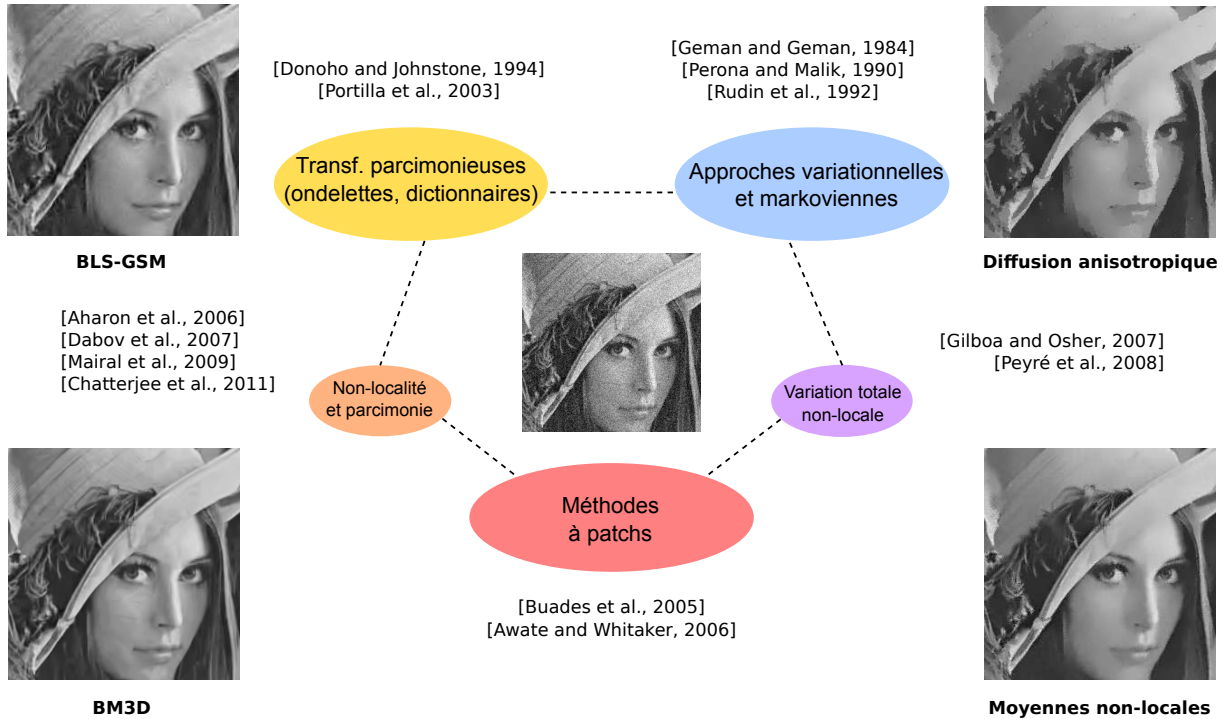 [Donoho and Johnstone, 1994]
[Portilla et al., 2003]
[Geman and Geman, 1984]
[Perona and Malik, 1990]
[Rudin et al., 1992]
Transf. parcimonieuses
(ondelettes, dictionnaires)
Approches variationnelles
et markoviennes
BLS-GSM
Diffusion anisotropique
[Aharon et al., 2006]
[Dabov et al., 2007]
[Mairal et al., 2009]
[Chatterjee et al., 2011]
Non-localité
et parcimonie
Variation totale
non-locale
[Gilboa and Osher, 2007]
[Peyré et al., 2008]
Méthodes
à patchs
[Buades et al., 2005]
[Awate and Whitaker, 2006]
BM3D
Moyennes non-locales